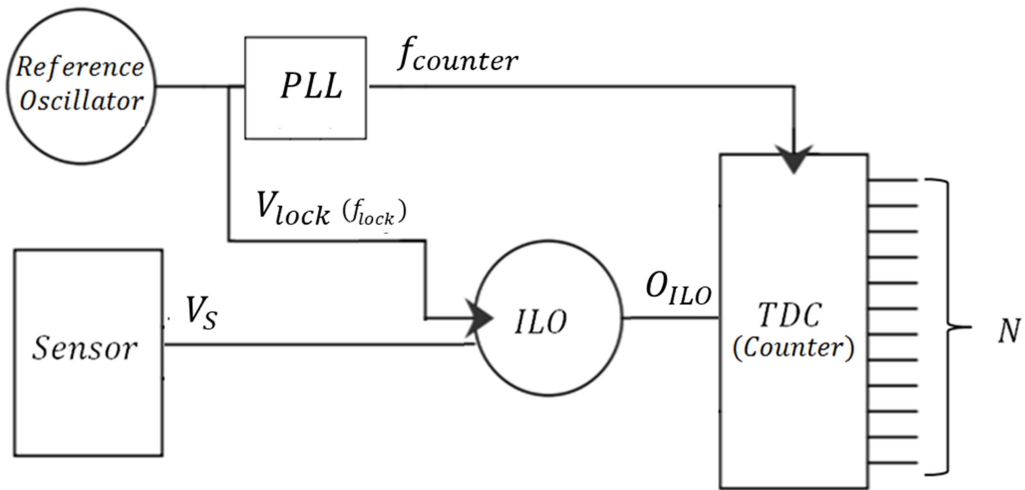 Reference
Oscillator
PLL
f_counter
V_lock (f_lock)
Sensor
V_S
ILO
O_ILO
TDC
(Counter)
N